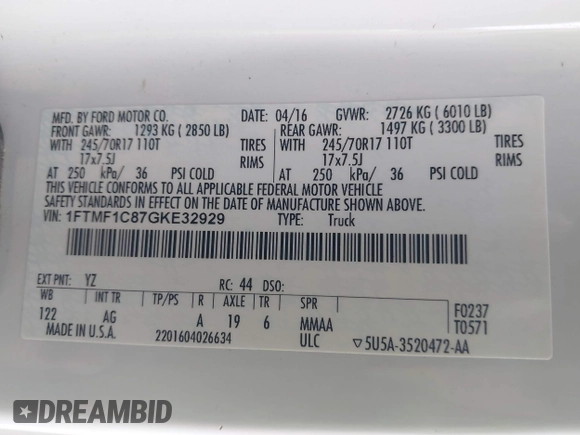 MFD. BY FORD MOTOR CO. DATE: 04/16 GVWR: 2726 KG ( 6010 LB)
FRONT GAWR: 1293 KG ( 2850 LB) REAR GAWR: 1497 KG ( 3300 LB)
WITH 245/70R17 110T TIRES WITH 245/70R17 110T TIRES
17x7.5J RIMS 17x7.5J RIMS
AT 250 kPa/ 36 PSI COLD AT 250 kPa/ 36 PSI COLD
THIS VEHICLE CONFORMS TO ALL APPLICABLE FEDERAL MOTOR VEHICLE
SAFETY STANDARDS IN EFFECT ON THE DATE OF MANUFACTURE SHOWN ABOVE.
VIN: 1FTMF1C87GKE32929 TYPE: Truck
EXT PNT: YZ RC: 44 DSO:
WB INT TR TP/PS R AXLE TR SPR F0237
122 AG A 19 6 MMAA T0571
MADE IN U.S.A. 2201604026634 ULC ▽5U5A-3520472-AA
DREAMBID